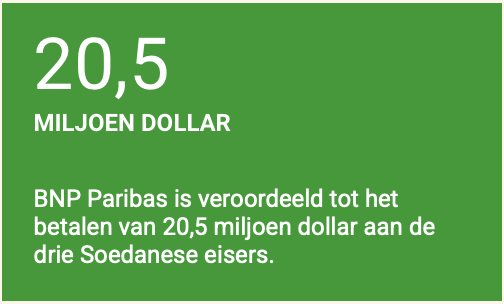 20,5
MILJOEN DOLLAR
BNP Paribas is veroordeeld tot het
betalen van 20,5 miljoen dollar aan de
drie Soedanese eisers.